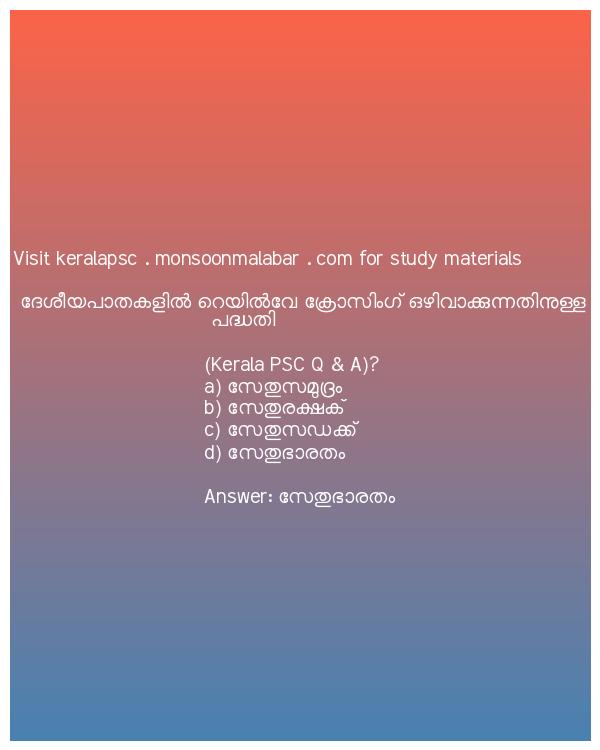 Visit keralapsc . monsoonmalabar . com for study materials
ദേശീയപാതകളിൽ റെയിൽവേ ക്രോസിംഗ് ഒഴിവാക്കുന്നതിനുള്ള
പദ്ധതി
(Kerala PSC Q & A)?
a) സേതുസമുദ്രം
b) സേതുരക്ഷക്
c) സേതുസഡക്ക്
d) സേതുഭാരതം
Answer: സേതുഭാരതം